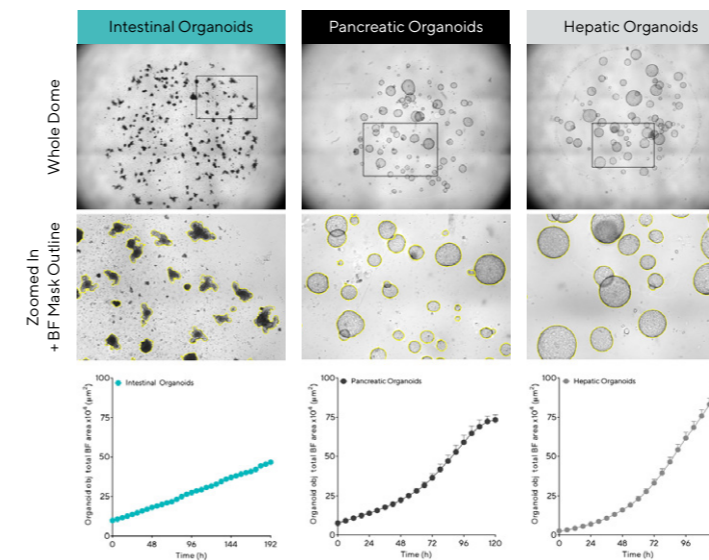 Intestinal Organoids
Pancreatic Organoids
Hepatic Organoids
Whole Dome
Zoomed In
+ BF Mask Outline
Organoid obj. total BF area x10⁴ (µm²)
100
75
50
25
0
Intestinal Organoids
0 48 96 144 192
Time (h)
Organoid obj. total BF area x10⁴ (µm²)
100
75
50
25
0
Pancreatic Organoids
0 24 48 72 96 120
Time (h)
Organoid obj. total BF area x10⁴ (µm²)
100
75
50
25
0
Hepatic Organoids
0 24 48 72 96
Time (h)